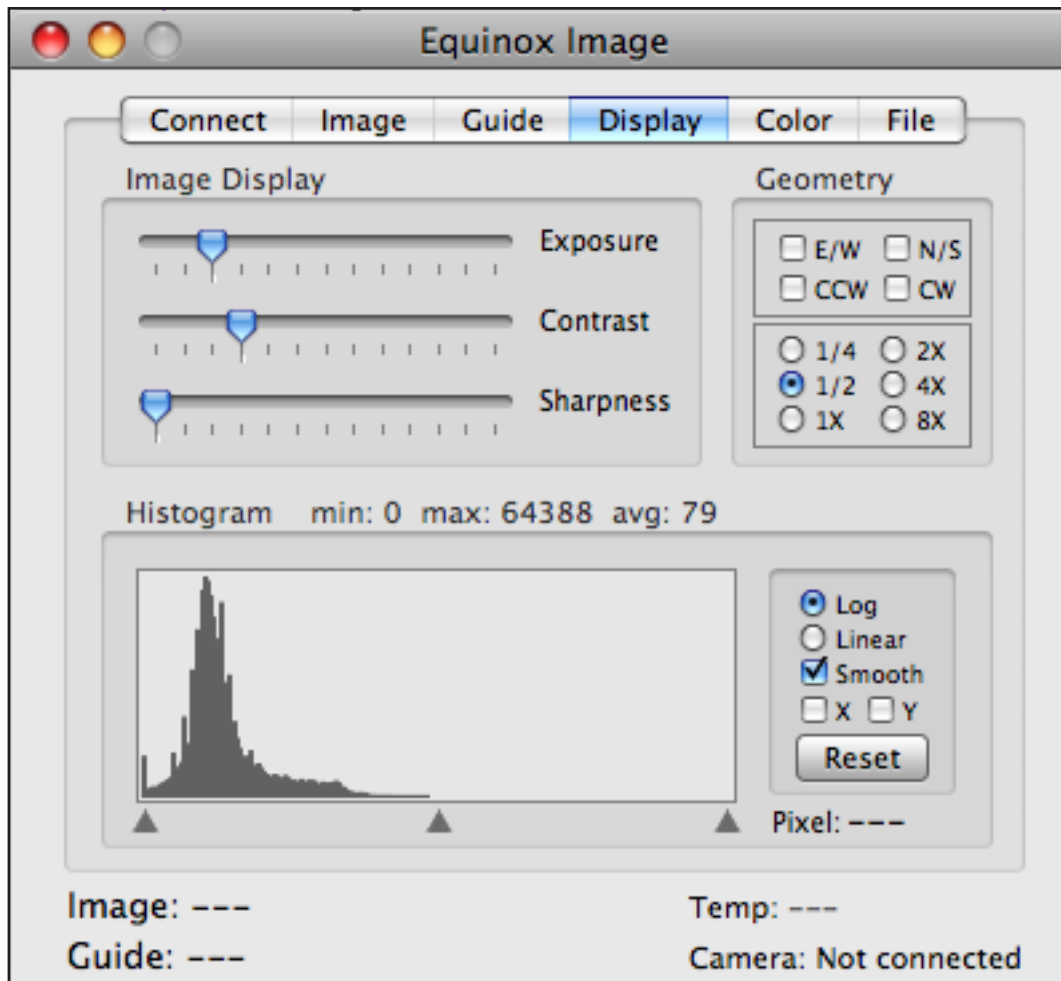 Equinox Image
Connect Image Guide Display Color File
Image Display
Exposure
Contrast
Sharpness
Geometry
E/W N/S
CCW CW
1/4 2X
1/2 4X
1X 8X
Histogram min: 0 max: 64388 avg: 79
Log
Linear
Smooth
X Y
Reset
Pixel: ---
Image: ---
Guide: ---
Temp: ---
Camera: Not connected